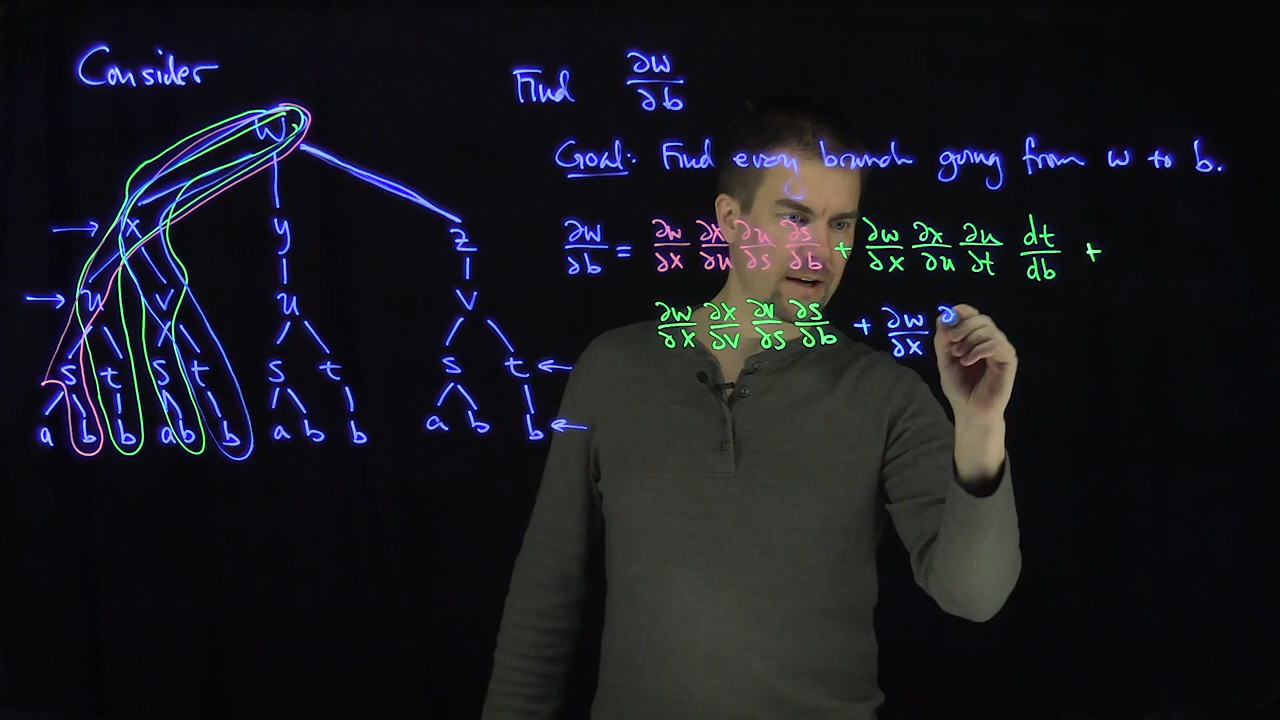 Consider
Find ∂w/∂b
Goal: Find every branch going from w to b.
w
x y z
u v u v
s t s t s t s t
a b b a b b a b b a b b
∂w/∂b = ∂w/∂x ∂x/∂u ∂u/∂s ∂s/∂b + ∂w/∂x ∂x/∂u ∂u/∂t dt/db +
∂w/∂x ∂x/∂v ∂v/∂s ∂s/∂b + ∂w/∂x ∂